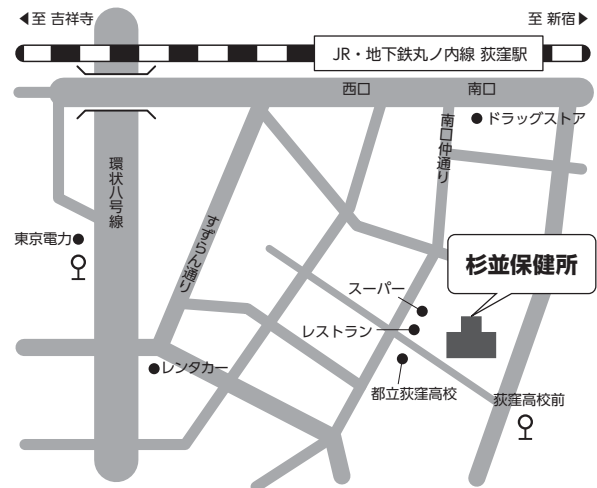 ◀至 吉祥寺
至 新宿▶
JR・地下鉄丸ノ内線 荻窪駅
西口
南口
ドラッグストア
南口仲通り
環状八号線
すずらん通り
東京電力
杉並保健所
スーパー
レストラン
レンタカー
都立荻窪高校
荻窪高校前